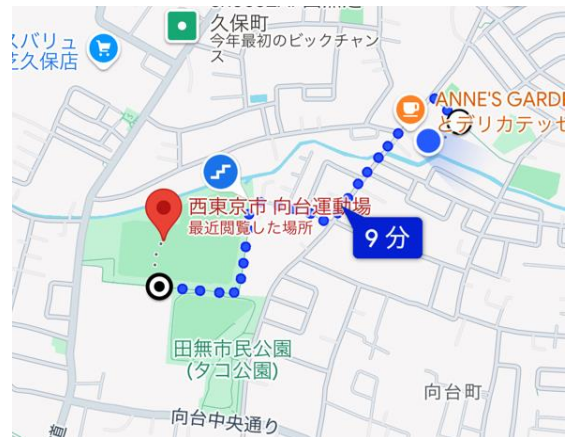 久保町
今年最初のビックチャン
ス
スバリュ
芝久保店
ANNE'S GARDE
とデリカテッセ
西東京市 向台運動場
最近閲覧した場所
9 分
田無市民公園
(タコ公園)
向台町
向台中央通り
道